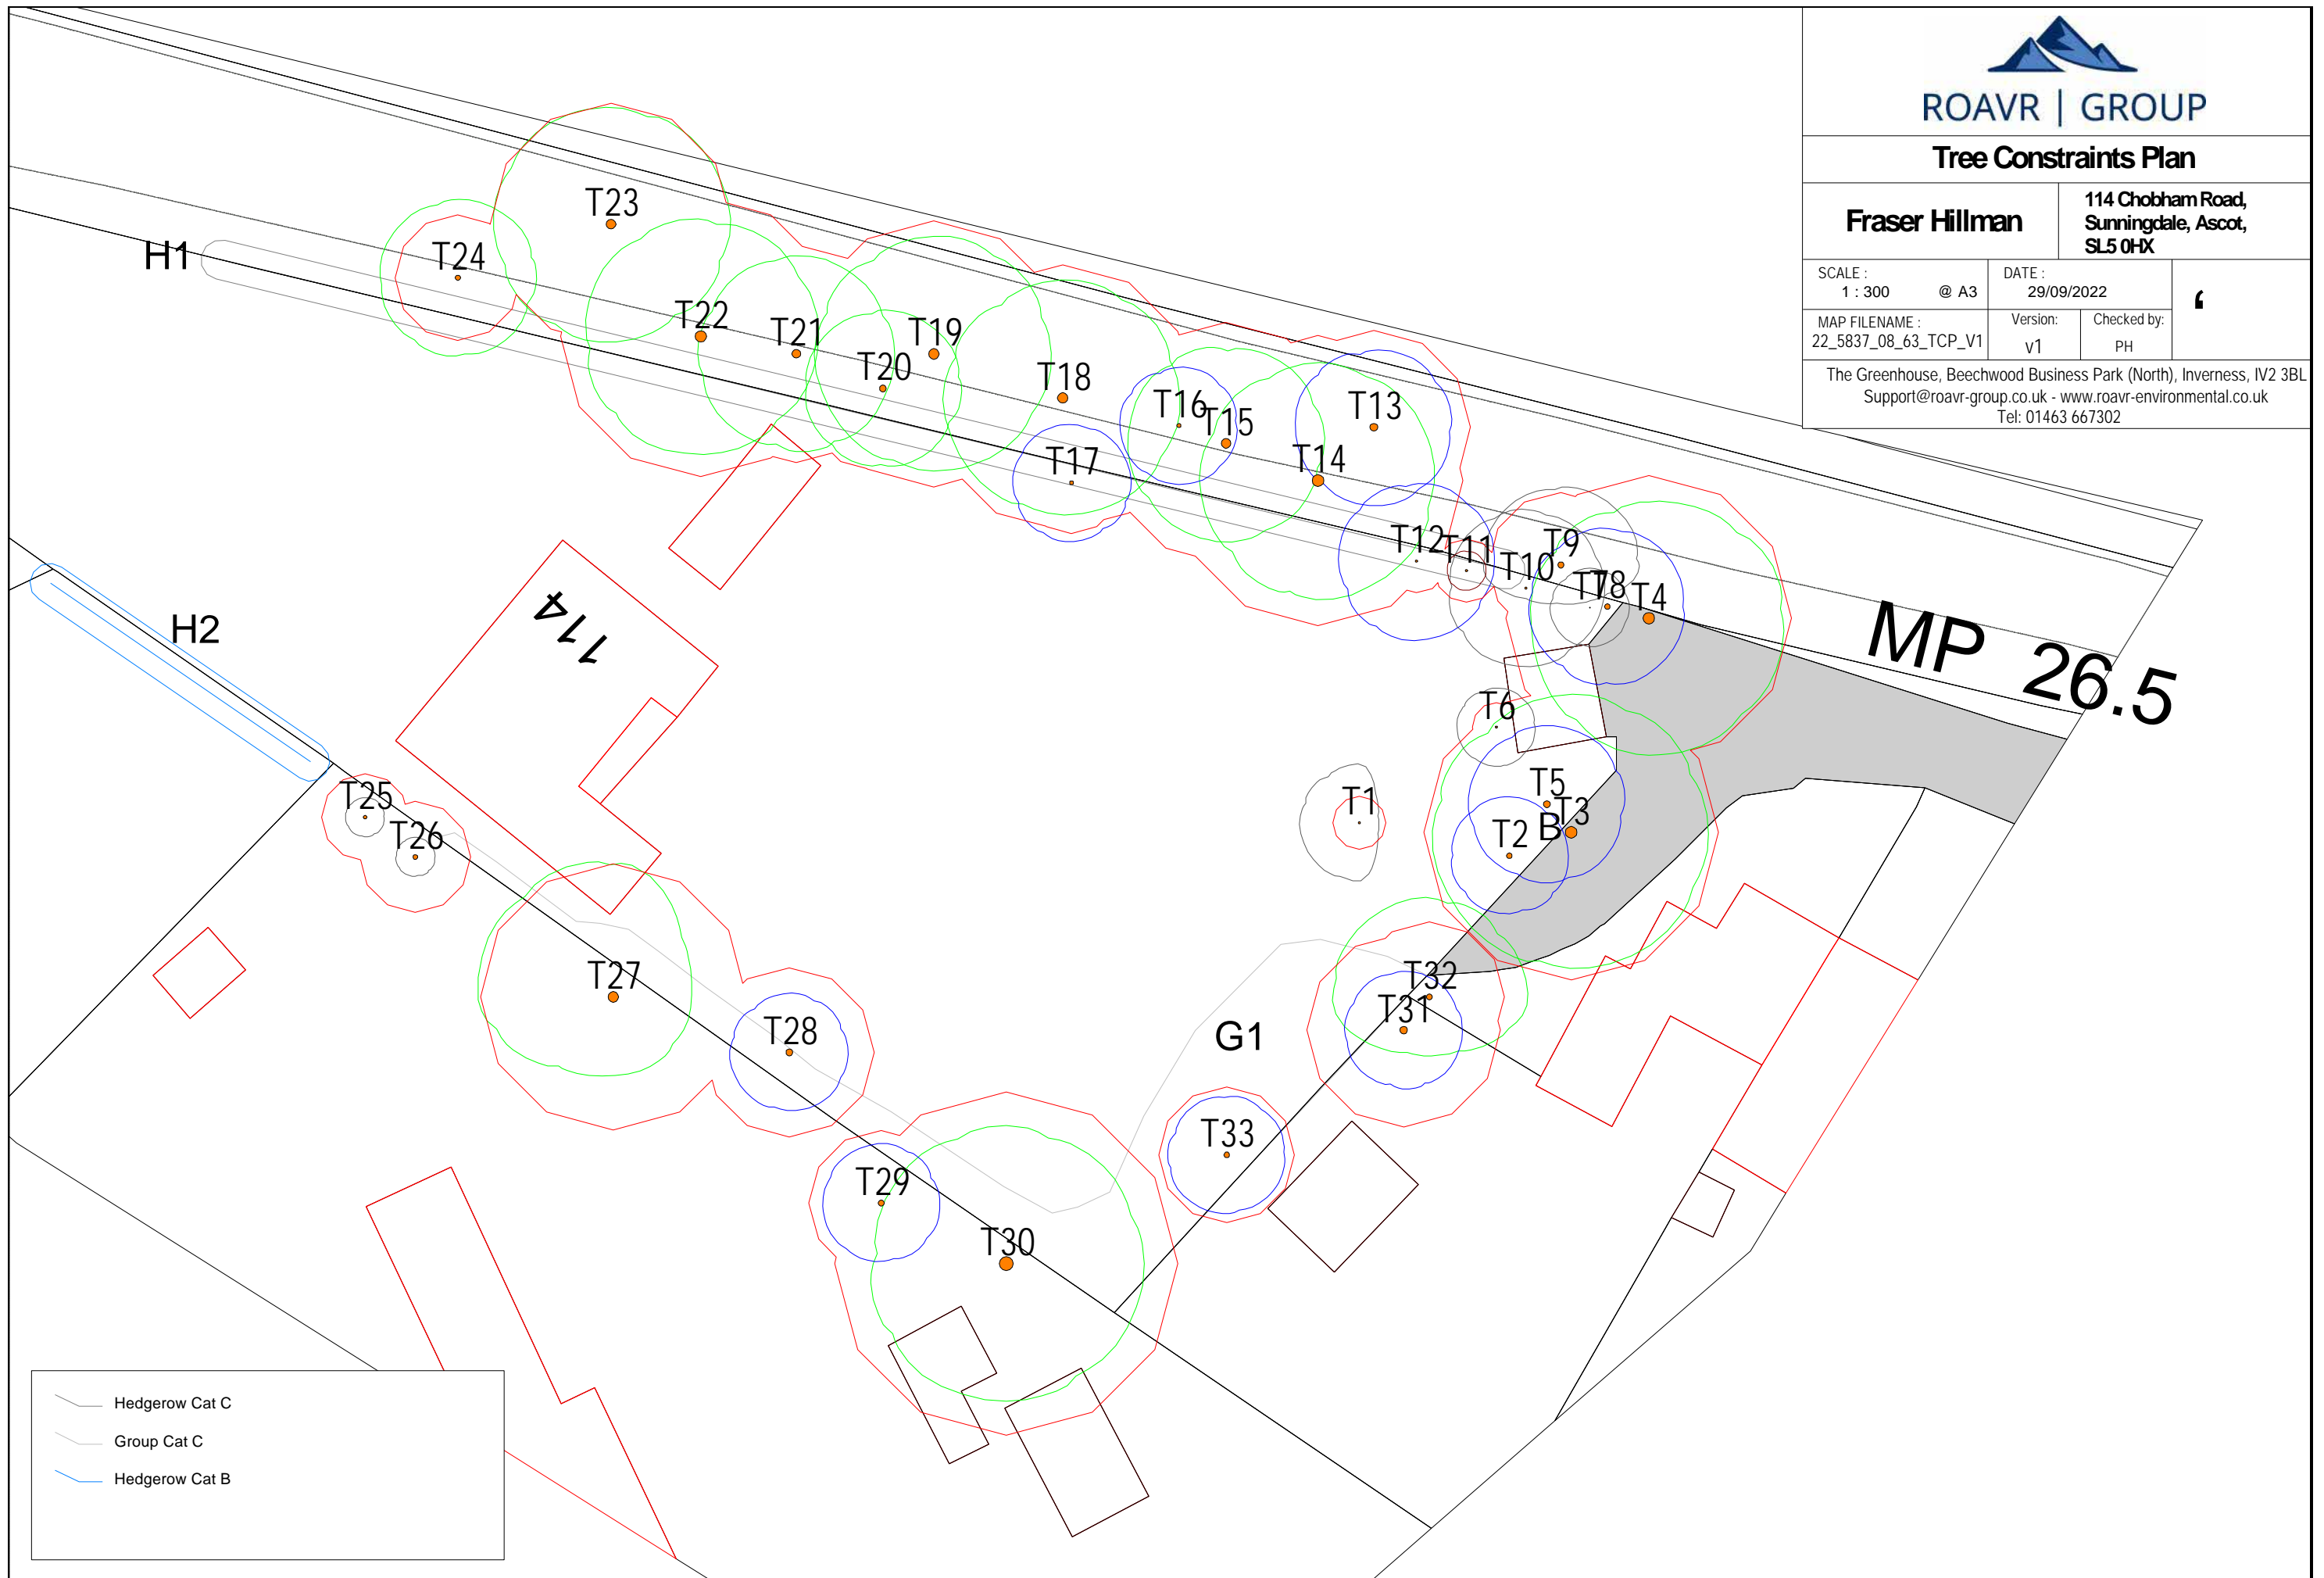 ROAVR | GROUP
Tree Constraints Plan
Fraser Hillman
114 Chobham Road,
Sunningdale, Ascot,
SL5 0HX
SCALE :
1 : 300 @ A3
DATE :
29/09/2022
MAP FILENAME :
22_5837_08_63_TCP_V1
Version:
v1
Checked by:
PH
The Greenhouse, Beechwood Business Park (North), Inverness, IV2 3BL
Support@roavr-group.co.uk - www.roavr-environmental.co.uk
Tel: 01463 667302
T23
T24
H1
T22
T21
T19
T20
T18
T16
T15
T13
T14
T17
T12
T11
T10
T9
T7
T8
T4
MP 26.5
114
H2
T6
T1
T5
T3
B
T2
T25
T26
T27
T28
T32
T31
G1
T33
T29
T30
Hedgerow Cat C
Group Cat C
Hedgerow Cat B